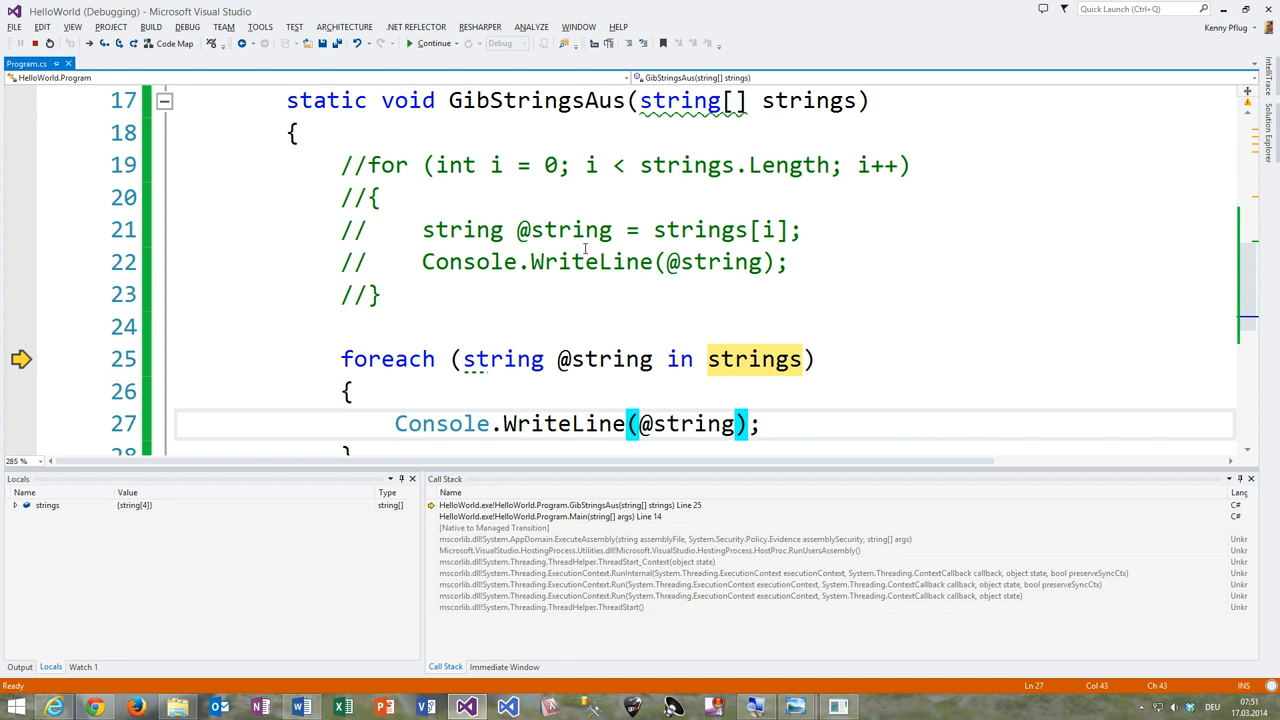 HelloWorld (Debugging) - Microsoft Visual Studio
Quick Launch (Ctrl+Q)
FILE EDIT VIEW PROJECT BUILD DEBUG TEAM TOOLS TEST ARCHITECTURE .NET REFLECTOR RESHARPER ANALYZE WINDOW HELP
Kenny Pflug
Code Map
Continue
Debug
Program.cs
HelloWorld.Program
GibStringsAus(string[] strings)
17 static void GibStringsAus(string[] strings)
18 {
19 //for (int i = 0; i < strings.Length; i++)
20 //{
21 //    string @string = strings[i];
22 //    Console.WriteLine(@string);
23 //}
24
25 foreach (string @string in strings)
26 {
27 Console.WriteLine(@string);
28 }
IntelliTrace
Solution Explorer
285 %
Locals
Name Value Type
strings {string[4]} string[]
Output Locals Watch 1
Call Stack
Name Lang
HelloWorld.exe!HelloWorld.Program.GibStringsAus(string[] strings) Line 25 C#
HelloWorld.exe!HelloWorld.Program.Main(string[] args) Line 14 C#
[Native to Managed Transition]
mscorlib.dll!System.AppDomain.ExecuteAssembly(string assemblyFile, System.Security.Policy.Evidence assemblySecurity, string[] args) Unkr
Microsoft.VisualStudio.HostingProcess.Utilities.dll!Microsoft.VisualStudio.HostingProcess.HostProc.RunUsersAssembly() Unkr
mscorlib.dll!System.Threading.ThreadHelper.ThreadStart_Context(object state) Unkr
mscorlib.dll!System.Threading.ExecutionContext.RunInternal(System.Threading.ExecutionContext executionContext, System.Threading.ContextCallback callback, object state, bool preserveSyncCtx) Unkr
mscorlib.dll!System.Threading.ExecutionContext.Run(System.Threading.ExecutionContext executionContext, System.Threading.ContextCallback callback, object state, bool preserveSyncCtx) Unkr
mscorlib.dll!System.Threading.ExecutionContext.Run(System.Threading.ExecutionContext executionContext, System.Threading.ContextCallback callback, object state) Unkr
mscorlib.dll!System.Threading.ThreadHelper.ThreadStart() Unkr
Call Stack Immediate Window
Ready
Ln 27 Col 43 Ch 43 INS
DEU
07:51
17.03.2014